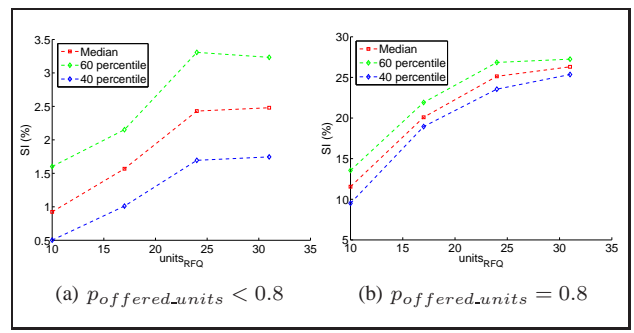 3.5
3
2.5
2
1.5
1
0.5
10 15 20 25 30 35
SI (%)
units_RFQ
Median
60 percentile
40 percentile
(a) p_offered_units < 0.8
30
25
20
15
10
5
10 15 20 25 30 35
SI (%)
units_RFQ
Median
60 percentile
40 percentile
(b) p_offered_units = 0.8